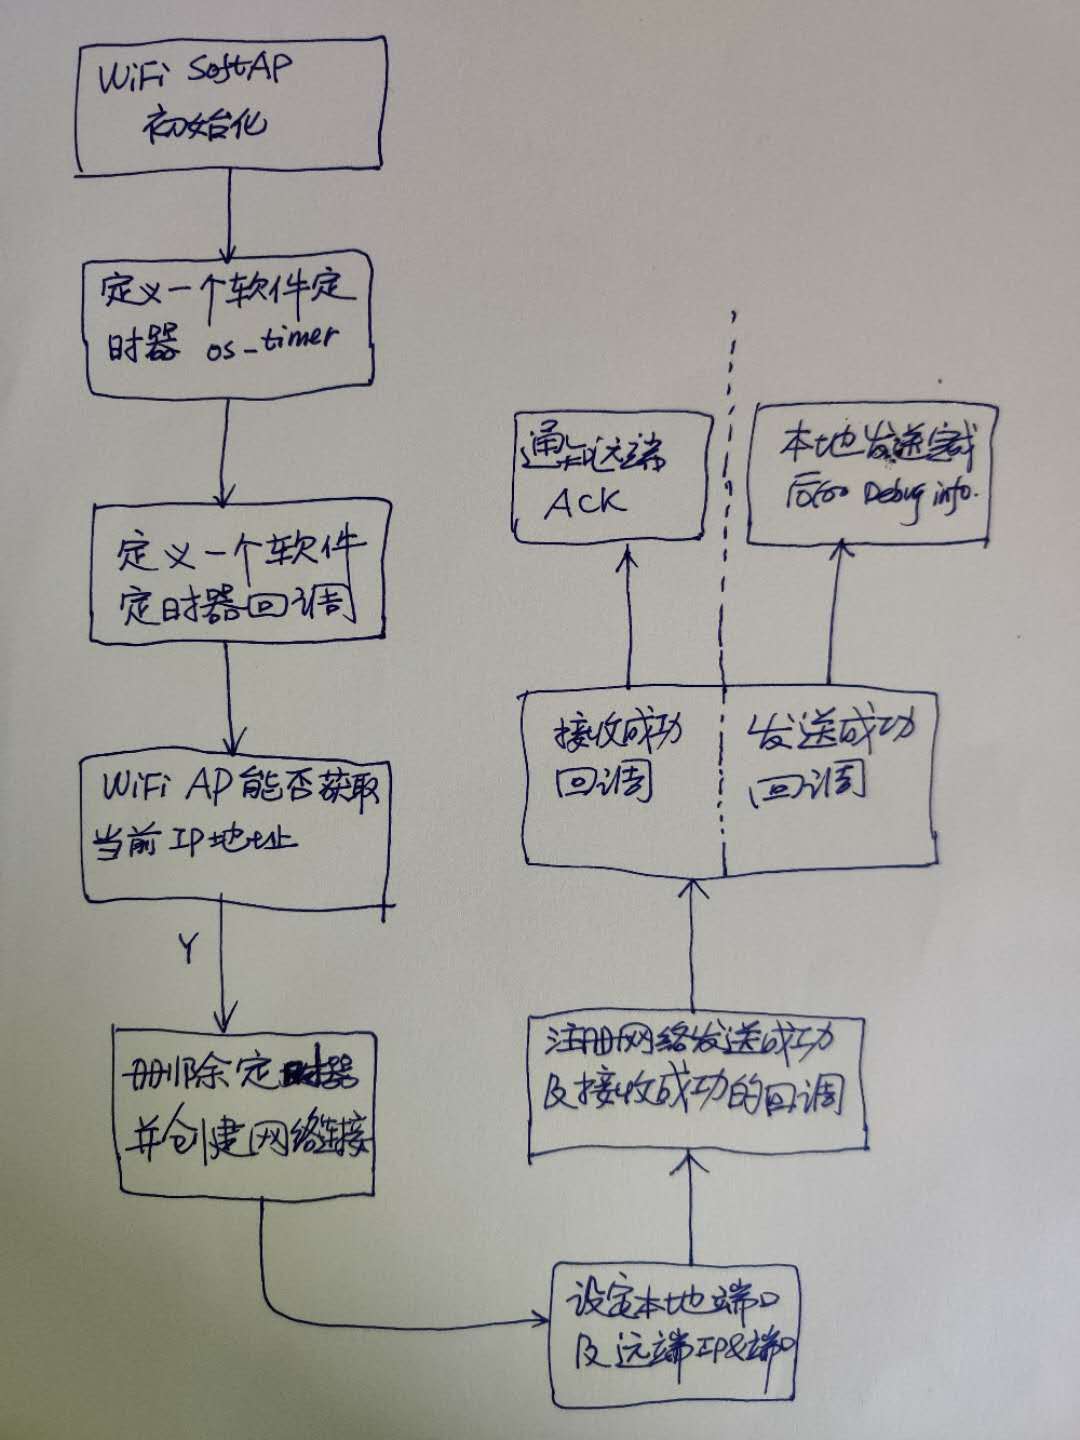 WiFi SoftAP
初始化
定义一个软件定
时器 os_timer
定义一个软件
定时器回调
WiFi AP能否获取
当前IP地址
Y
删除定时器
并创建网络连接
设定本地端口
及远端IP&端口
注册网络发送成功
及接收成功的回调
接收成功
回调
发送成功
回调
通知远端
ACK
本地发送完成
Debug info.